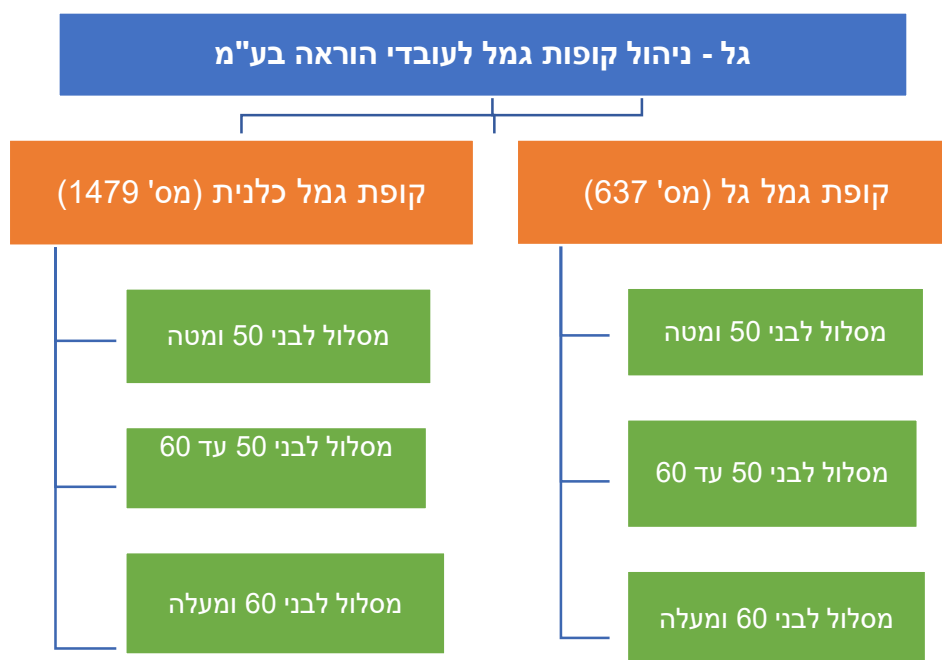 גל - ניהול קופות גמל לעובדי הוראה בע"מ
קופת גמל גל (מס' 637)
מסלול לבני 50 ומטה
מסלול לבני 50 עד 60
מסלול לבני 60 ומעלה
קופת גמל כלנית (מס' 1479)
מסלול לבני 50 ומטה
מסלול לבני 50 עד 60
מסלול לבני 60 ומעלה